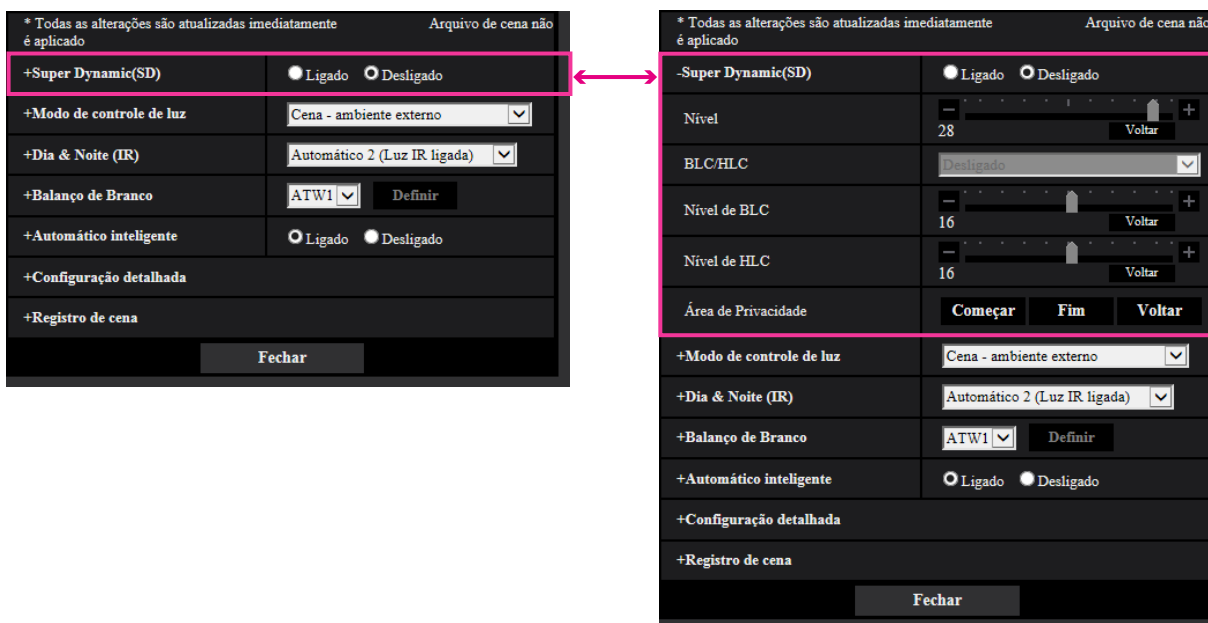 * Todas as alterações são atualizadas imediatamente Arquivo de cena não
é aplicado
+Super Dynamic(SD) Ligado Desligado
+Modo de controle de luz Cena - ambiente externo
+Dia & Noite (IR) Automático 2 (Luz IR ligada)
+Balanço de Branco ATW1 Definir
+Automático inteligente Ligado Desligado
+Configuração detalhada
+Registro de cena
Fechar
* Todas as alterações são atualizadas imediatamente Arquivo de cena não
é aplicado
-Super Dynamic(SD) Ligado Desligado
Nível - +
28 Voltar
BLC/HLC Desligado
Nível de BLC - +
16 Voltar
Nível de HLC - +
16 Voltar
Área de Privacidade Começar Fim Voltar
+Modo de controle de luz Cena - ambiente externo
+Dia & Noite (IR) Automático 2 (Luz IR ligada)
+Balanço de Branco ATW1 Definir
+Automático inteligente Ligado Desligado
+Configuração detalhada
+Registro de cena
Fechar